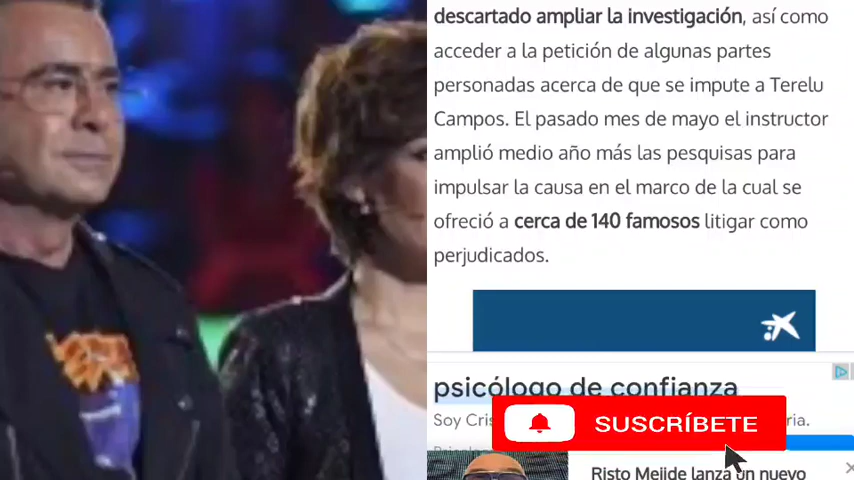 descartado ampliar la investigación, así como
acceder a la petición de algunas partes
personadas acerca de que se impute a Terelu
Campos. El pasado mes de mayo el instructor
amplió medio año más las pesquisas para
impulsar la causa en el marco de la cual se
ofreció a cerca de 140 famosos litigar como
perjudicados.
psicólogo de confianza
Soy Cris
SUSCRÍBETE
Risto Mejide lanza un nuevo